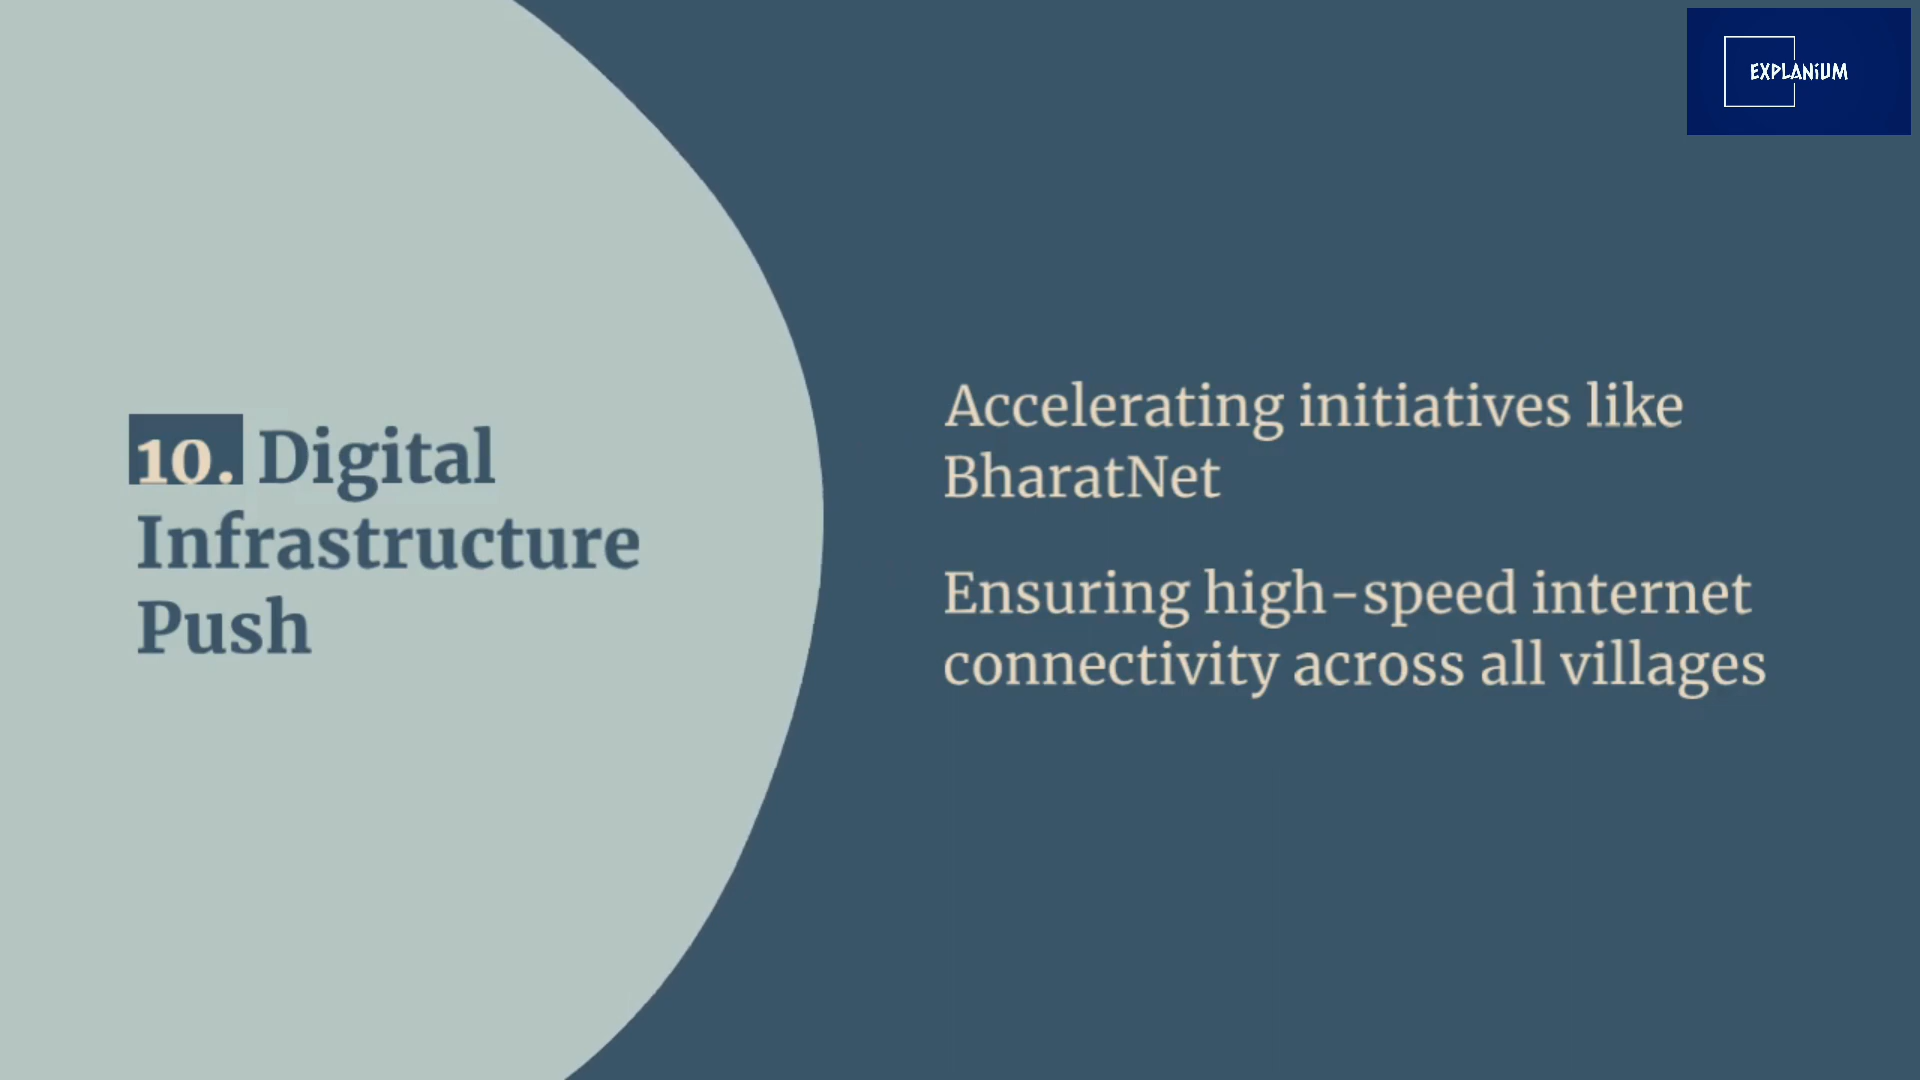 EXPLANiUM
10. Digital
Infrastructure
Push
Accelerating initiatives like
BharatNet
Ensuring high-speed internet
connectivity across all villages